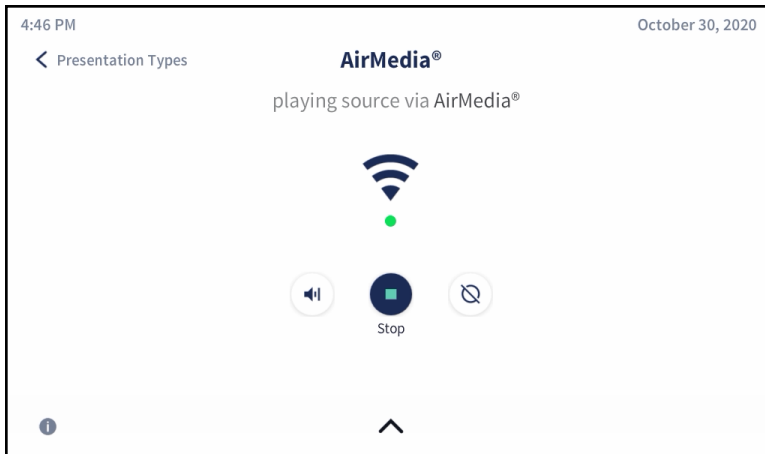 4:46 PM
October 30, 2020
Presentation Types
AirMedia®
playing source via AirMedia®
Stop